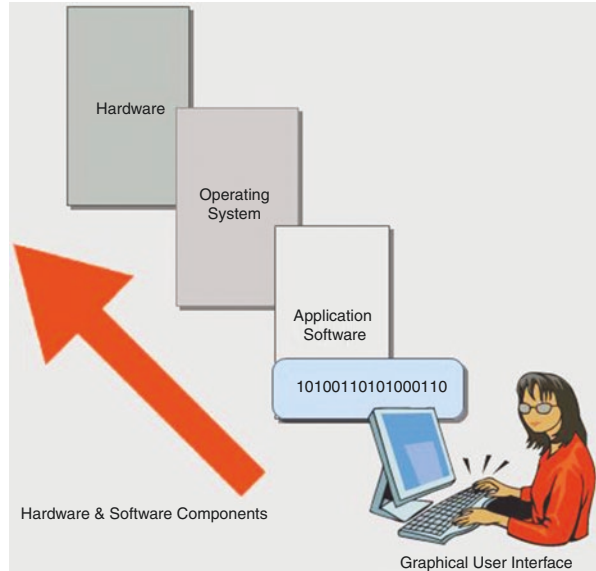 Hardware
Operating
System
Application
Software
10100110101000110
Hardware & Software Components
Graphical User Interface